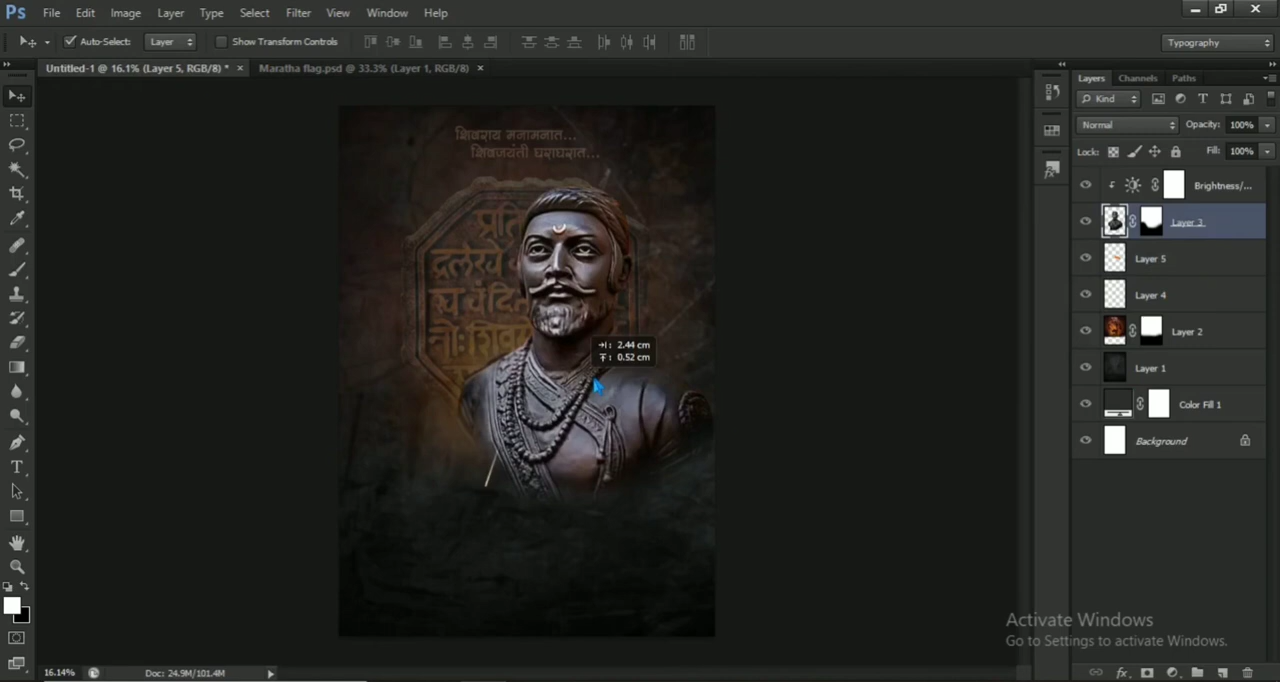 Ps File Edit Image Layer Type Select Filter View Window Help
Auto-Select: Layer Show Transform Controls Typography
Untitled-1 @ 16.1% (Layer 5, RGB/8) * × Maratha flag.psd @ 33.3% (Layer 1, RGB/8) ×
Layers Channels Paths
Kind
Normal Opacity: 100%
Lock: Fill: 100%
शिवराय मनामनात...
शिवजयंती घराघरात...
Brightness/...
Layer 3
Layer 5
Layer 4
Layer 2
Layer 1
Color Fill 1
Background
प्रति
: 2.44 cm
: 0.52 cm
Activate Windows
Go to Settings to activate Windows.
16.14% Doc: 24.9M/101.4M